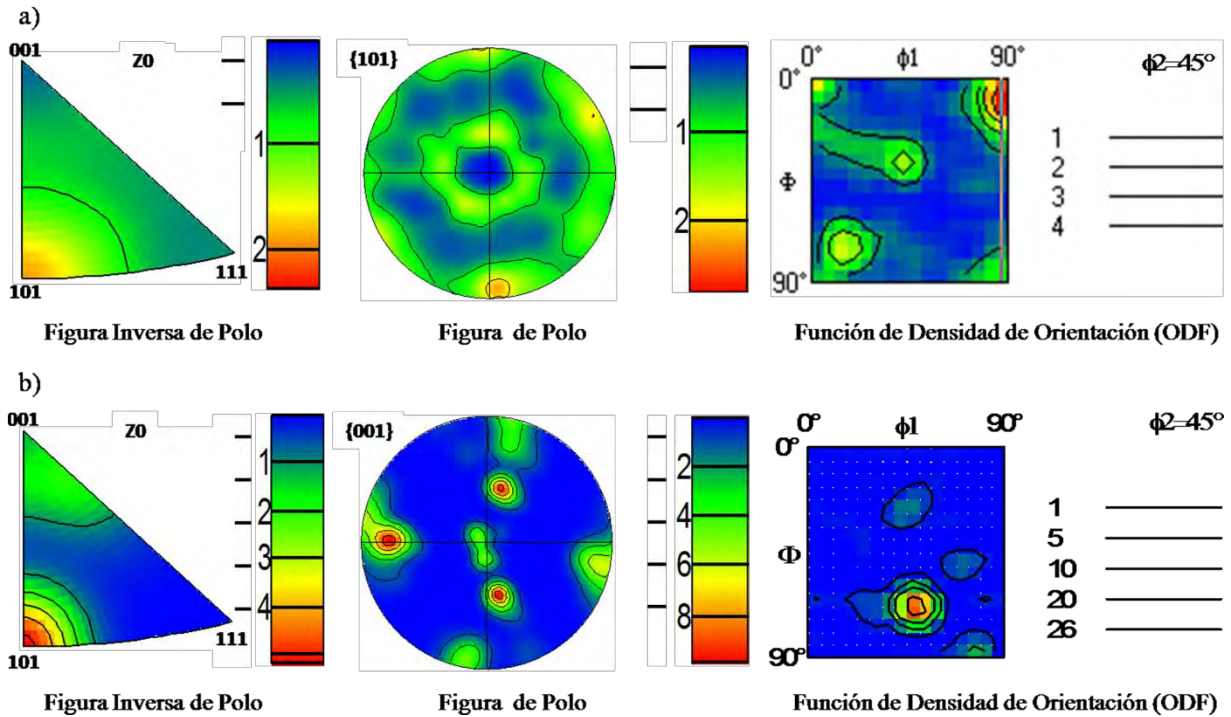 a)
001
Z0
101
111
1
2
{101}
1
2
0°
ϕ1
90°
ϕ2=45°
0°
Φ
90°
1
2
3
4
Figura Inversa de Polo
Figura de Polo
Función de Densidad de Orientación (ODF)
b)
001
Z0
101
111
1
2
3
4
{001}
2
4
6
8
0°
ϕ1
90°
ϕ2=45°
0°
Φ
90°
1
5
10
20
26
Figura Inversa de Polo
Figura de Polo
Función de Densidad de Orientación (ODF)